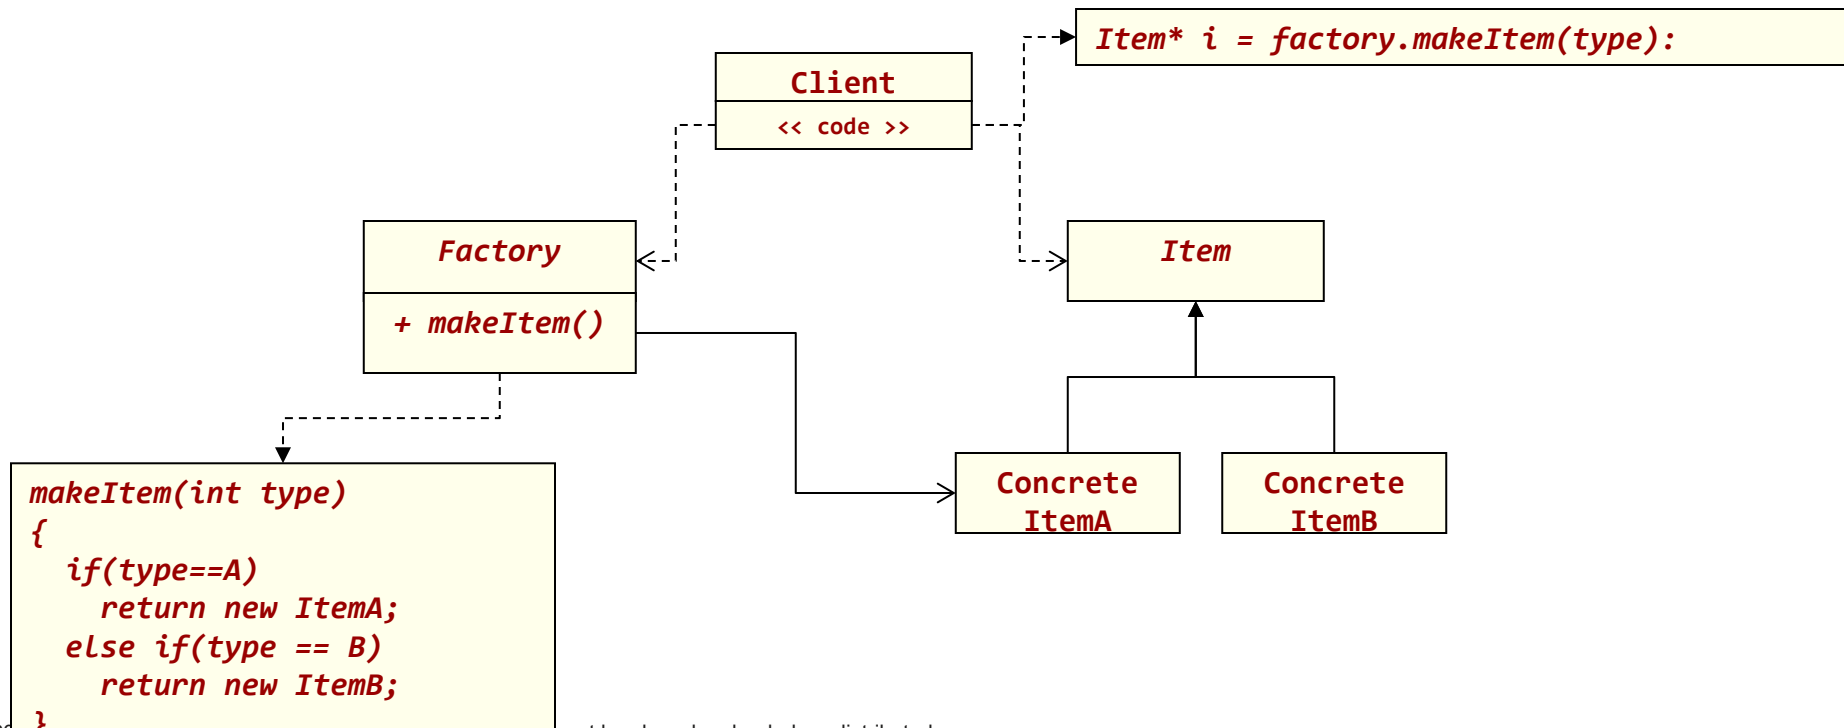 Item* i = factory.makeItem(type):
Client
<< code >>
Factory
+ makeItem()
Item
Concrete
ItemA
Concrete
ItemB
makeItem(int type)
{
if(type==A)
return new ItemA;
else if(type == B)
return new ItemB;
}